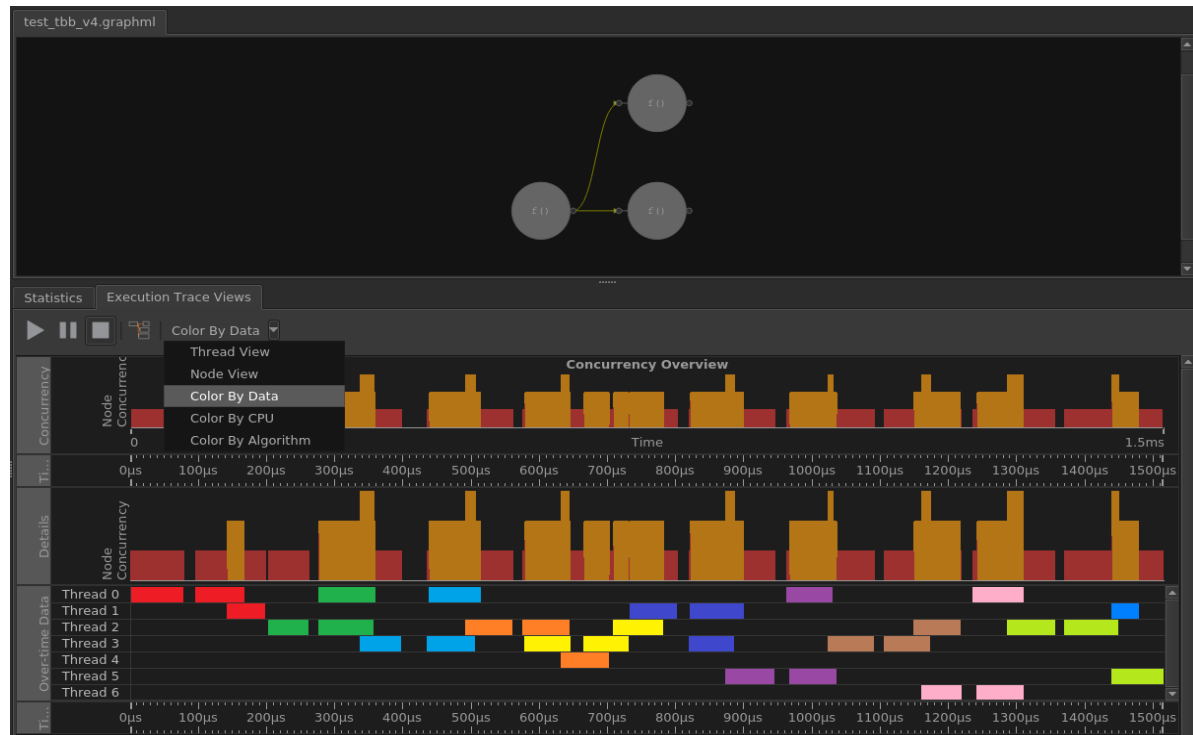 test_tbb_v4.graphml
f()
f()
f()
Statistics
Execution Trace Views
Color By Data
Thread View
Node View
Color By Data
Color By CPU
Color By Algorithm
Concurrency
Node
Concurrenc
Concurrency Overview
0
Time
1.5ms
Ti...
0μs 100μs 200μs 300μs 400μs 500μs 600μs 700μs 800μs 900μs 1000μs 1100μs 1200μs 1300μs 1400μs 1500μs
Details
Node
Concurrency
Over-time Data
Thread 0
Thread 1
Thread 2
Thread 3
Thread 4
Thread 5
Thread 6
Ti...
0μs 100μs 200μs 300μs 400μs 500μs 600μs 700μs 800μs 900μs 1000μs 1100μs 1200μs 1300μs 1400μs 1500μs